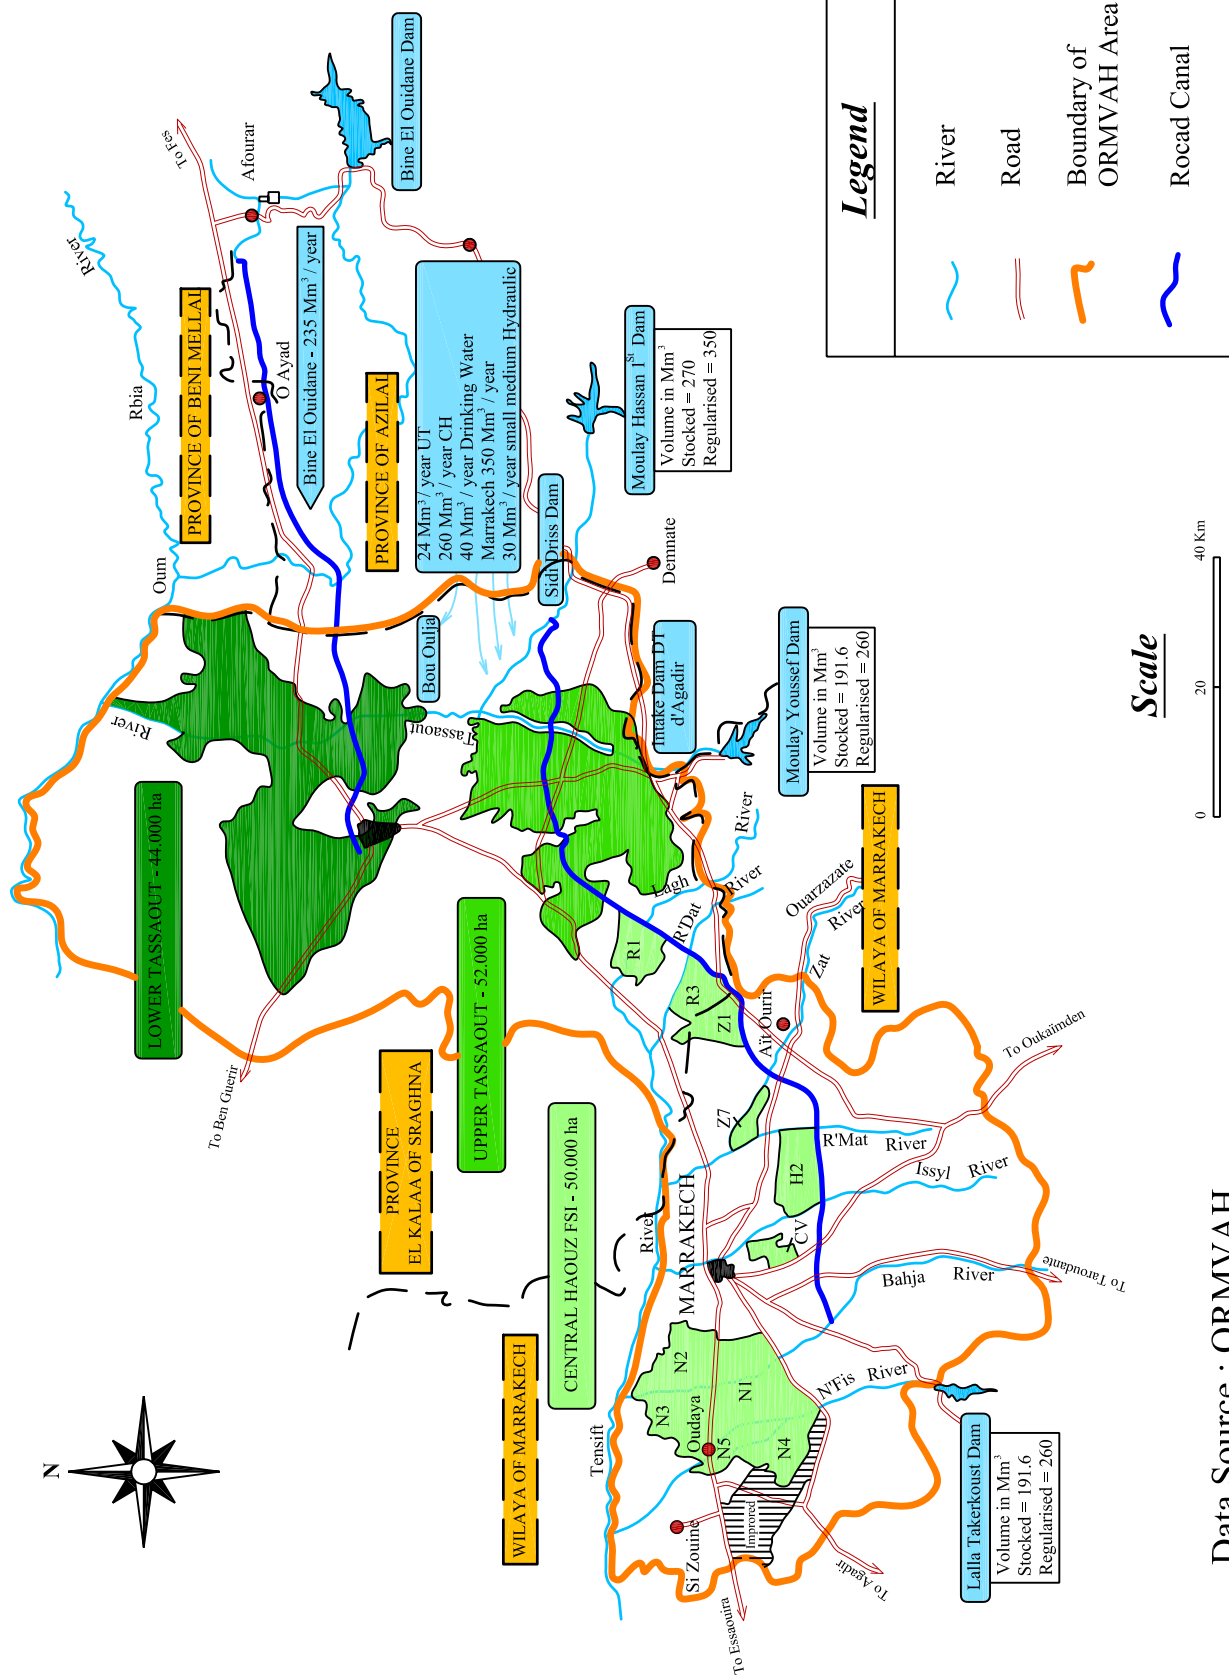 N
River
Rbia
Oum
To Fes
Afourar
PROVINCE OF BENI MELLAL
O Ayad
Bine El Ouidane - 235 Mm³ / year
Bine El Ouidane Dam
PROVINCE OF AZILAL
24 Mm³ / year UT
260 Mm³ / year CH
40 Mm³ / year Drinking Water
Marrakech 350 Mm³ / year
30 Mm³ / year small medium Hydraulic
Bou Oulja
Sidi Driss Dam
Moulay Hassan 1St Dam
Volume in Mm³
Stocked = 270
Regularised = 350
Demnate
Intake Dam DT
d'Agadir
Moulay Youssef Dam
Volume in Mm³
Stocked = 191.6
Regularised = 260
River
Tassaout
LOWER TASSAOUT - 44.000 ha
To Ben Guerir
UPPER TASSAOUT - 52.000 ha
PROVINCE
EL KALAA OF SRAGHNA
CENTRAL HAOUZ FSI - 50.000 ha
WILAYA OF MARRAKECH
WILAYA OF MARRAKECH
Lagh
River
R'Dat
River
R1
R3
Z1
Ouarzazate
Zat
River
Aït Ourir
To Oukaïmden
Z7
R'Mat
River
H2
Issyl
River
CV
MARRAKECH
River
Tensift
Bahja
River
To Taroudante
N2
N3
N1
Oudaya
N5
N4
N'Fis
River
Si Zouine
Improred
To Agadir
To Essaouira
Lalla Takerkoust Dam
Volume in Mm³
Stocked = 191.6
Regularised = 260
Legend
River
Road
Boundary of
ORMVAH Area
Rocad Canal
Scale
0
20
40 Km
Data Source : ORMVAH